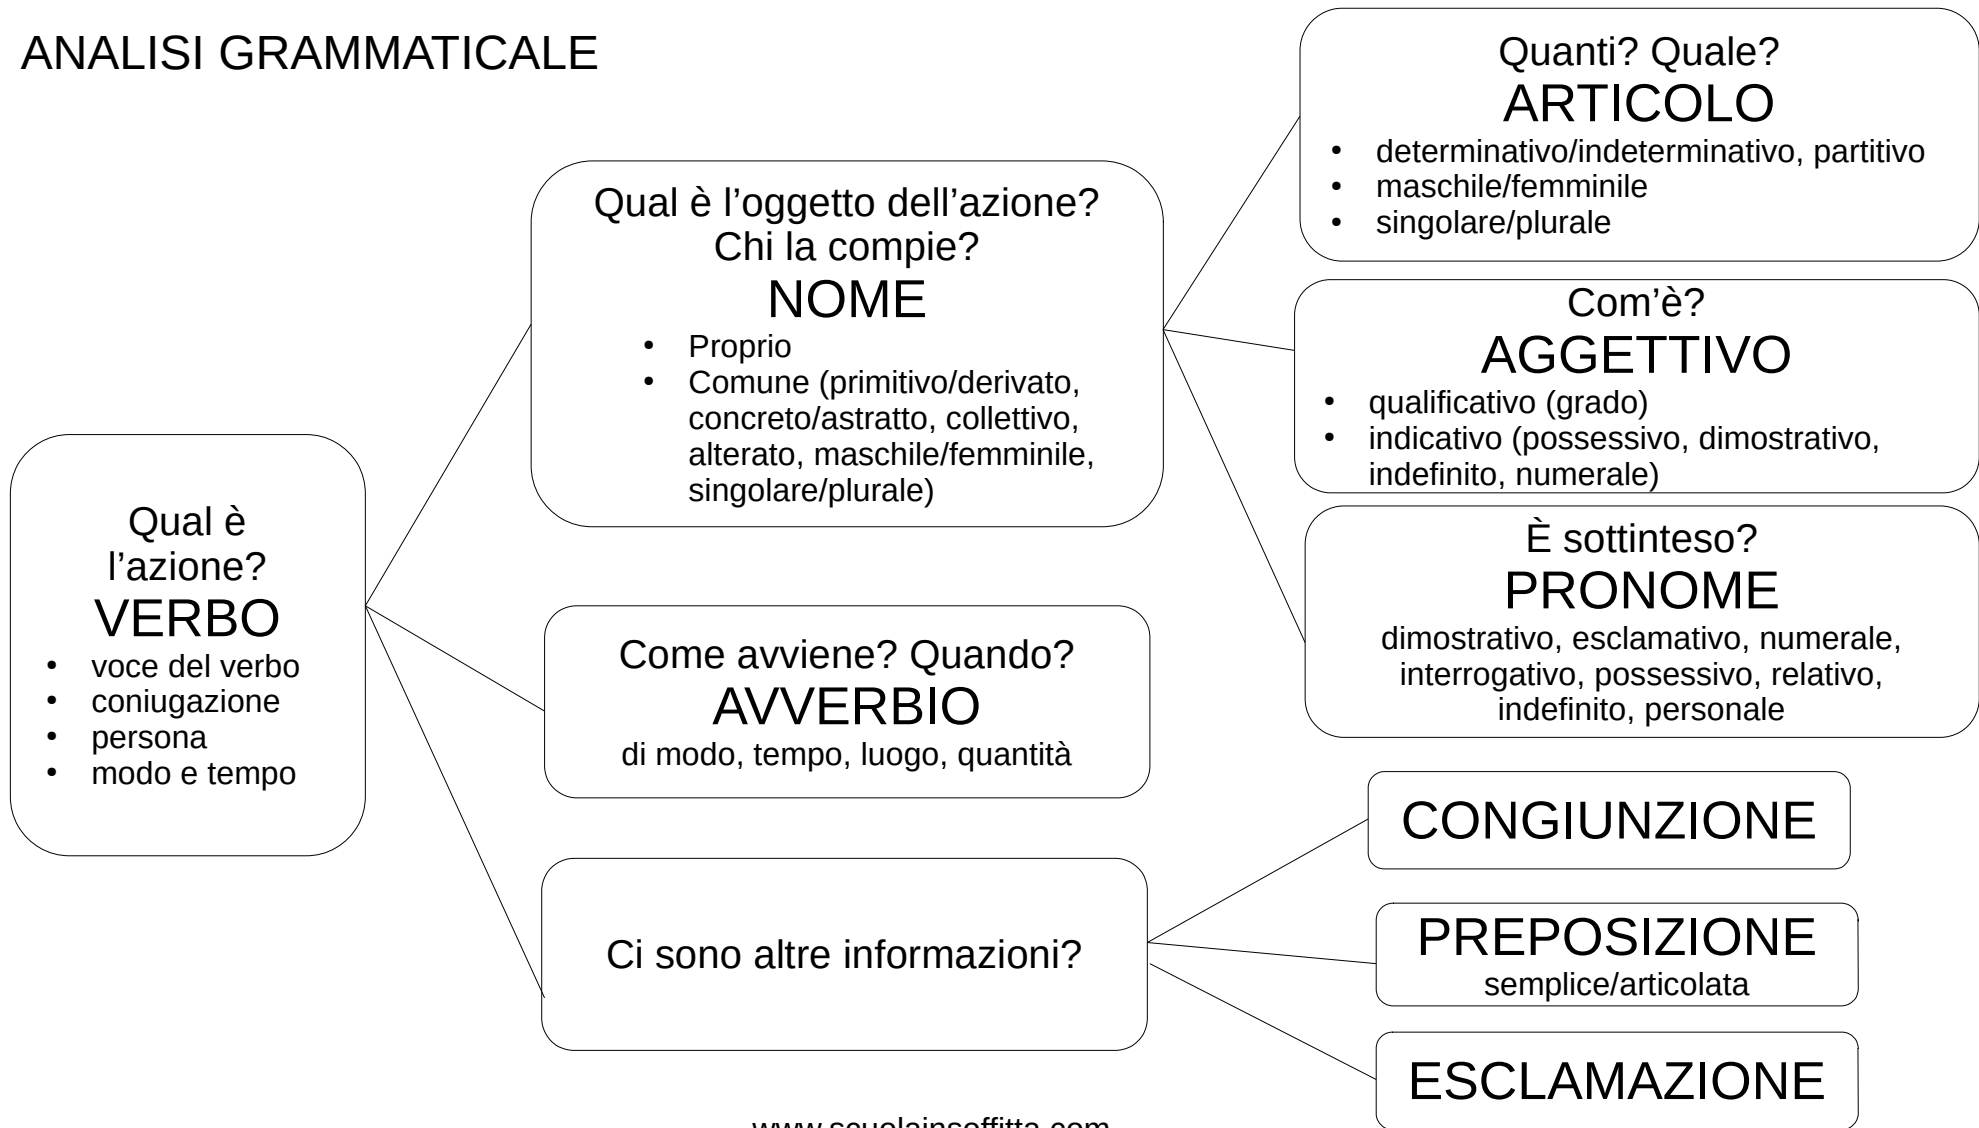 ANALISI GRAMMATICALE
Qual è
l’azione?
VERBO
• voce del verbo
• coniugazione
• persona
• modo e tempo
Qual è l’oggetto dell’azione?
Chi la compie?
NOME
• Proprio
• Comune (primitivo/derivato,
concreto/astratto, collettivo,
alterato, maschile/femminile,
singolare/plurale)
Come avviene? Quando?
AVVERBIO
di modo, tempo, luogo, quantità
Ci sono altre informazioni?
Quanti? Quale?
ARTICOLO
• determinativo/indeterminativo, partitivo
• maschile/femminile
• singolare/plurale
Com’è?
AGGETTIVO
• qualificativo (grado)
• indicativo (possessivo, dimostrativo,
indefinito, numerale)
È sottinteso?
PRONOME
dimostrativo, esclamativo, numerale,
interrogativo, possessivo, relativo,
indefinito, personale
CONGIUNZIONE
PREPOSIZIONE
semplice/articolata
ESCLAMAZIONE
www.scuolainsoffitta.com